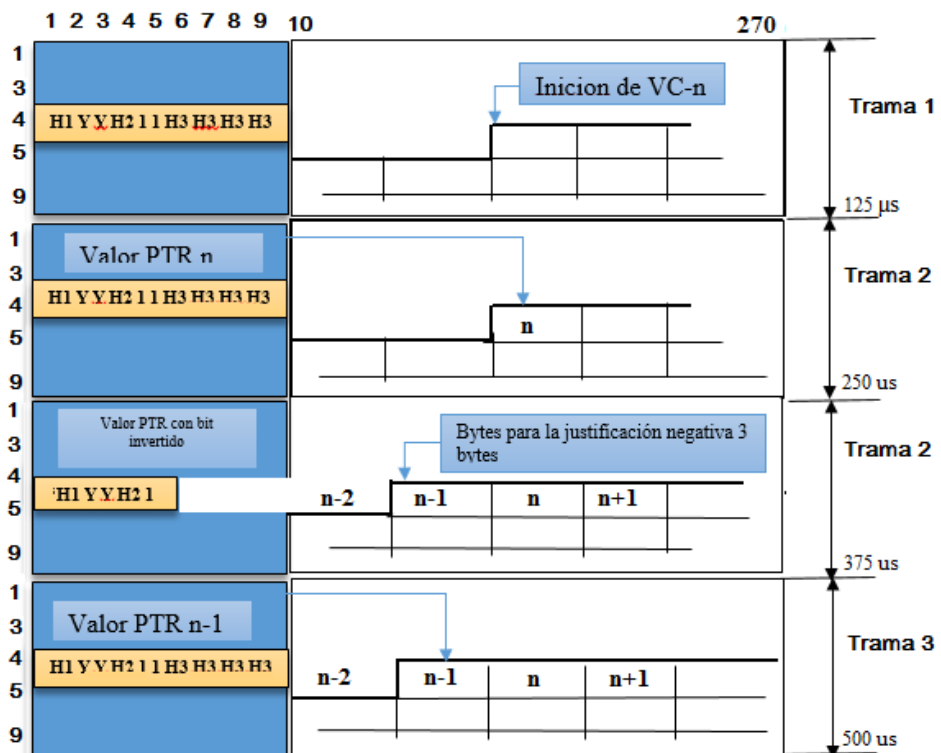 1 2 3 4 5 6 7 8 9 10 270
1
3
4
5
9
H1 Y Y H2 1 1 H3 H3 H3 H3
Inicion de VC-n
Trama 1
125 µs
1
3
4
5
9
Valor PTR n
H1 Y Y H2 1 1 H3 H3 H3 H3
n
Trama 2
250 us
1
3
4
5
9
Valor PTR con bit
invertido
H1 Y Y H2 1
Bytes para la justificación negativa 3
bytes
n-2 n-1 n n+1
Trama 2
375 us
1
3
4
5
9
Valor PTR n-1
H1 Y Y H2 1 1 H3 H3 H3 H3
n-2 n-1 n n+1
Trama 3
500 us